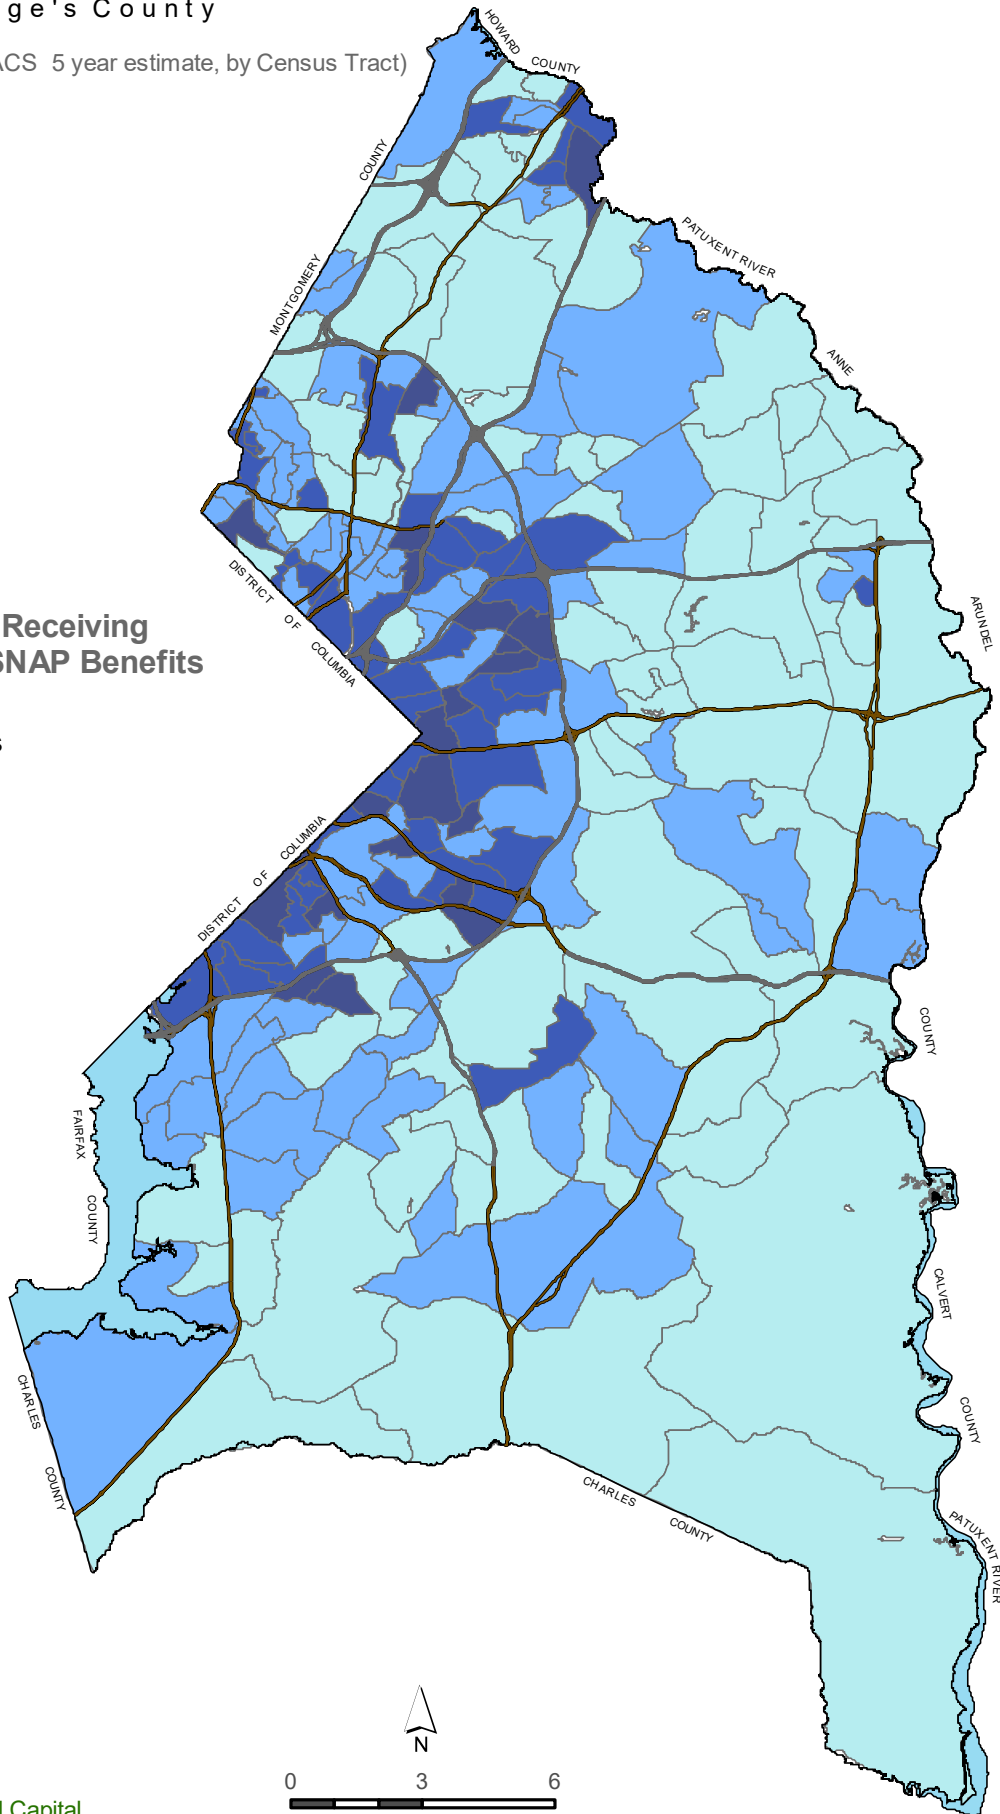 ge's County
ACS 5 year estimate, by Census Tract)
HOWARD COUNTY
COUNTY
MONTGOMERY
PATUXENT RIVER
ANNE
ARUNDEL
DISTRICT OF COLUMBIA
Receiving
SNAP Benefits
s
DISTRICT OF COLUMBIA
COUNTY
FAIRFAX
COUNTY
CALVERT
COUNTY
CHARLES
COUNTY
CHARLES
COUNTY
PATUXENT RIVER
N
0 3 6
l Capital